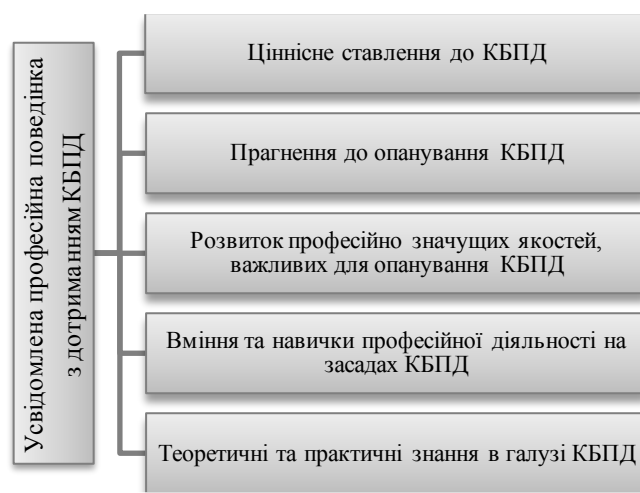 Усвідомлена професійна поведінка
з дотриманням КБПД
Ціннісне ставлення до КБПД
Прагнення до опанування КБПД
Розвиток професійно значущих якостей,
важливих для опанування КБПД
Вміння та навички професійної діяльності на
засадах КБПД
Теоретичні та практичні знання в галузі КБПД